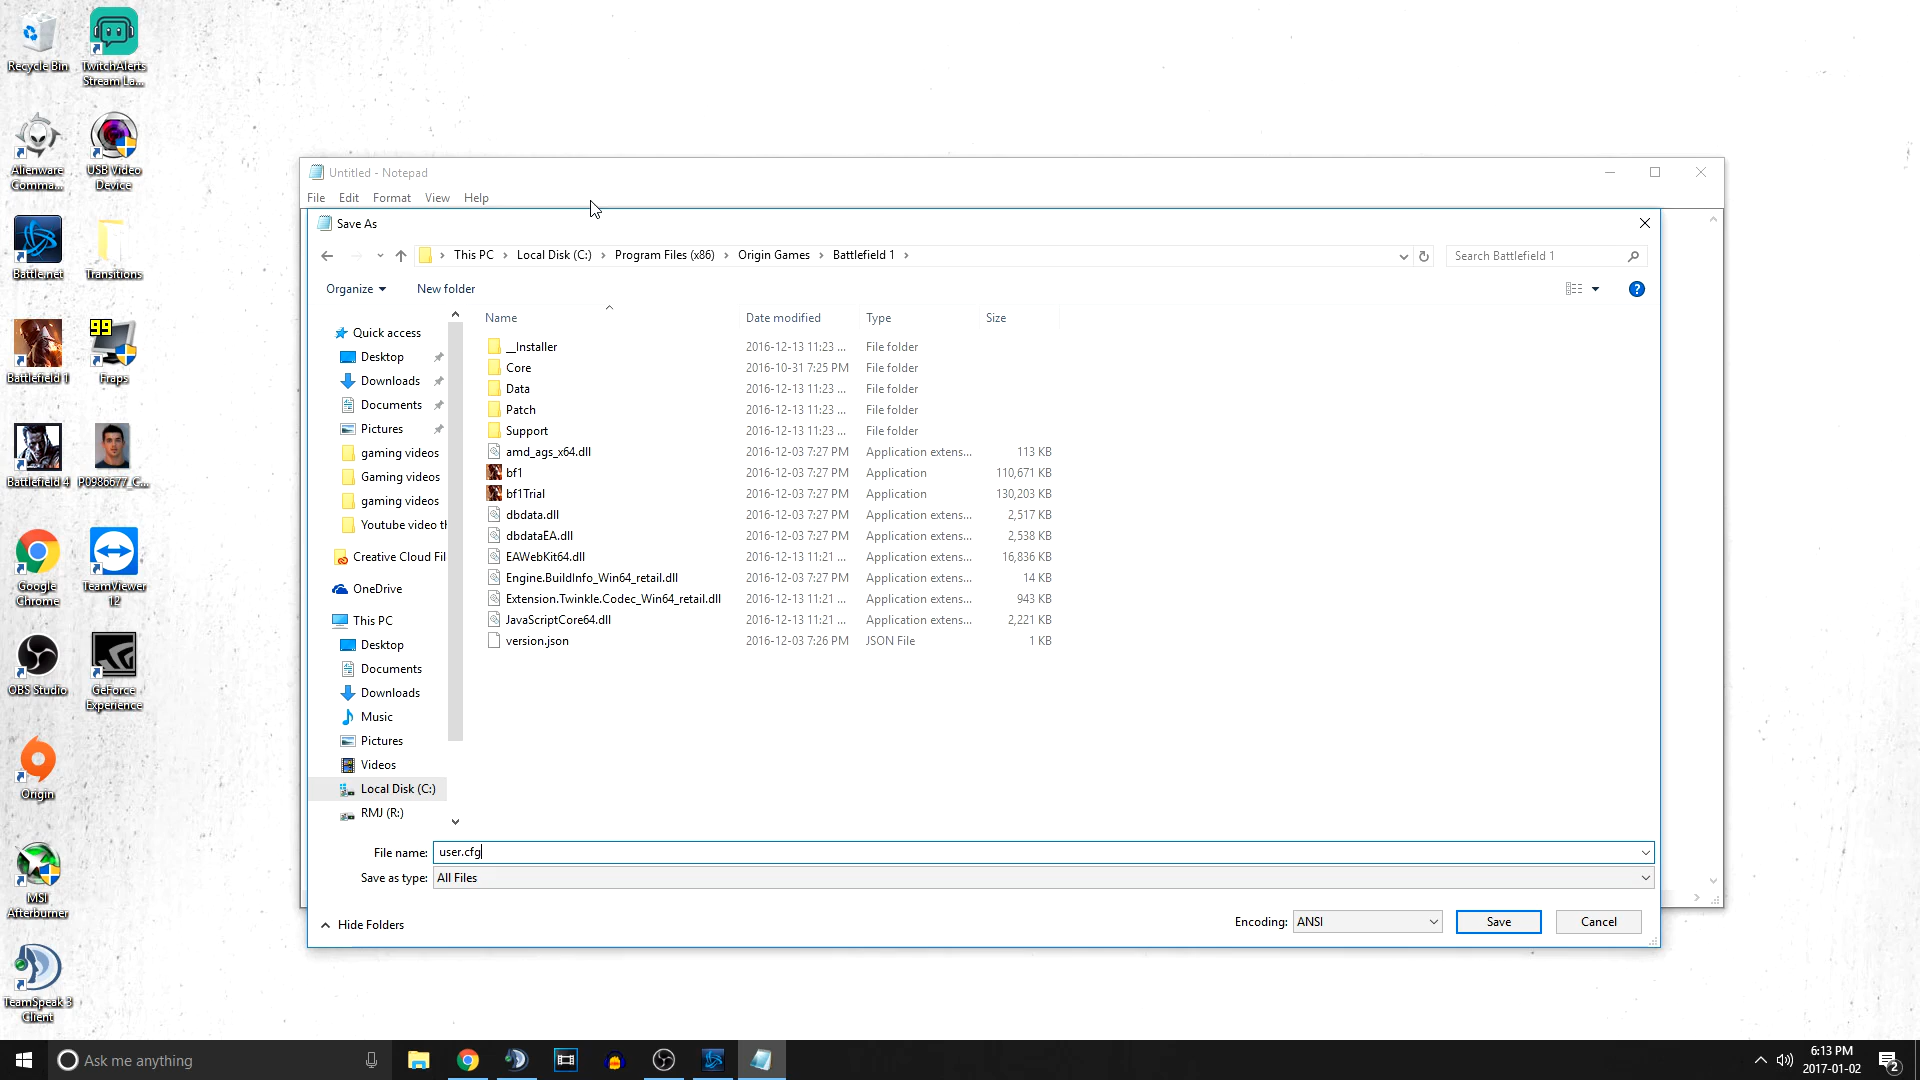 Recycle Bin
TwitchAlerts
Stream La...
Alienware
Comma...
USB Video
Device
Battle.net
Transitions
Battlefield 1
99
Fraps
Battlefield 4
P0986677_C...
Google
Chrome
TeamViewer
12
OBS Studio
GeForce
Experience
Origin
MSI
Afterburner
TeamSpeak 3
Client
Untitled - Notepad
File Edit Format View Help
Save As
This PC Local Disk (C:) Program Files (x86) Origin Games Battlefield 1
Search Battlefield 1
Organize New folder
Quick access
Desktop
Downloads
Documents
Pictures
gaming videos
Gaming videos
gaming videos
Youtube video th
Creative Cloud Fil
OneDrive
This PC
Desktop
Documents
Downloads
Music
Pictures
Videos
Local Disk (C:)
RMJ (R:)
Name Date modified Type Size
__Installer 2016-12-13 11:23 ... File folder
Core 2016-10-31 7:25 PM File folder
Data 2016-12-13 11:23 ... File folder
Patch 2016-12-13 11:23 ... File folder
Support 2016-12-13 11:23 ... File folder
amd_ags_x64.dll 2016-12-03 7:27 PM Application extens... 113 KB
bf1 2016-12-03 7:27 PM Application 110,671 KB
bf1Trial 2016-12-03 7:27 PM Application 130,203 KB
dbdata.dll 2016-12-03 7:27 PM Application extens... 2,517 KB
dbdataEA.dll 2016-12-03 7:27 PM Application extens... 2,538 KB
EAWebKit64.dll 2016-12-13 11:21 ... Application extens... 16,836 KB
Engine.BuildInfo_Win64_retail.dll 2016-12-03 7:27 PM Application extens... 14 KB
Extension.Twinkle.Codec_Win64_retail.dll 2016-12-13 11:21 ... Application extens... 943 KB
JavaScriptCore64.dll 2016-12-13 11:21 ... Application extens... 2,221 KB
version.json 2016-12-03 7:26 PM JSON File 1 KB
File name: user.cfg
Save as type: All Files
Hide Folders
Encoding: ANSI Save Cancel
Ask me anything
6:13 PM
2017-01-02
2